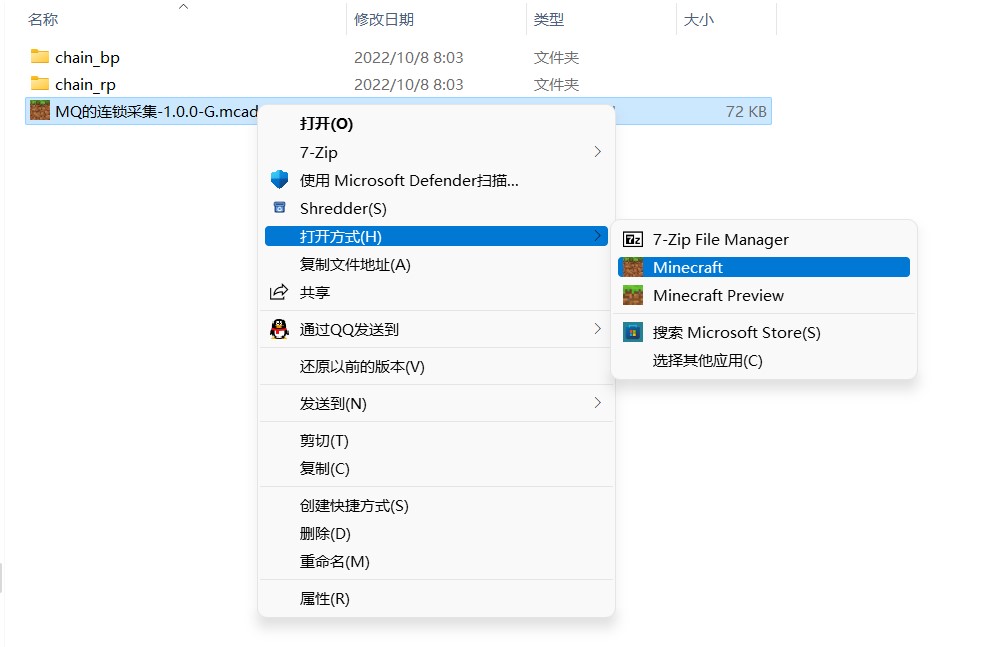 名称 修改日期 类型 大小
chain_bp 2022/10/8 8:03 文件夹
chain_rp 2022/10/8 8:03 文件夹
MQ的连锁采集-1.0.0-G.mcad 72 KB
打开(O)
7-Zip
使用 Microsoft Defender扫描...
Shredder(S)
打开方式(H)
复制文件地址(A)
共享
通过QQ发送到
还原以前的版本(V)
发送到(N)
剪切(T)
复制(C)
创建快捷方式(S)
删除(D)
重命名(M)
属性(R)
7z 7-Zip File Manager
Minecraft
Minecraft Preview
搜索 Microsoft Store(S)
选择其他应用(C)